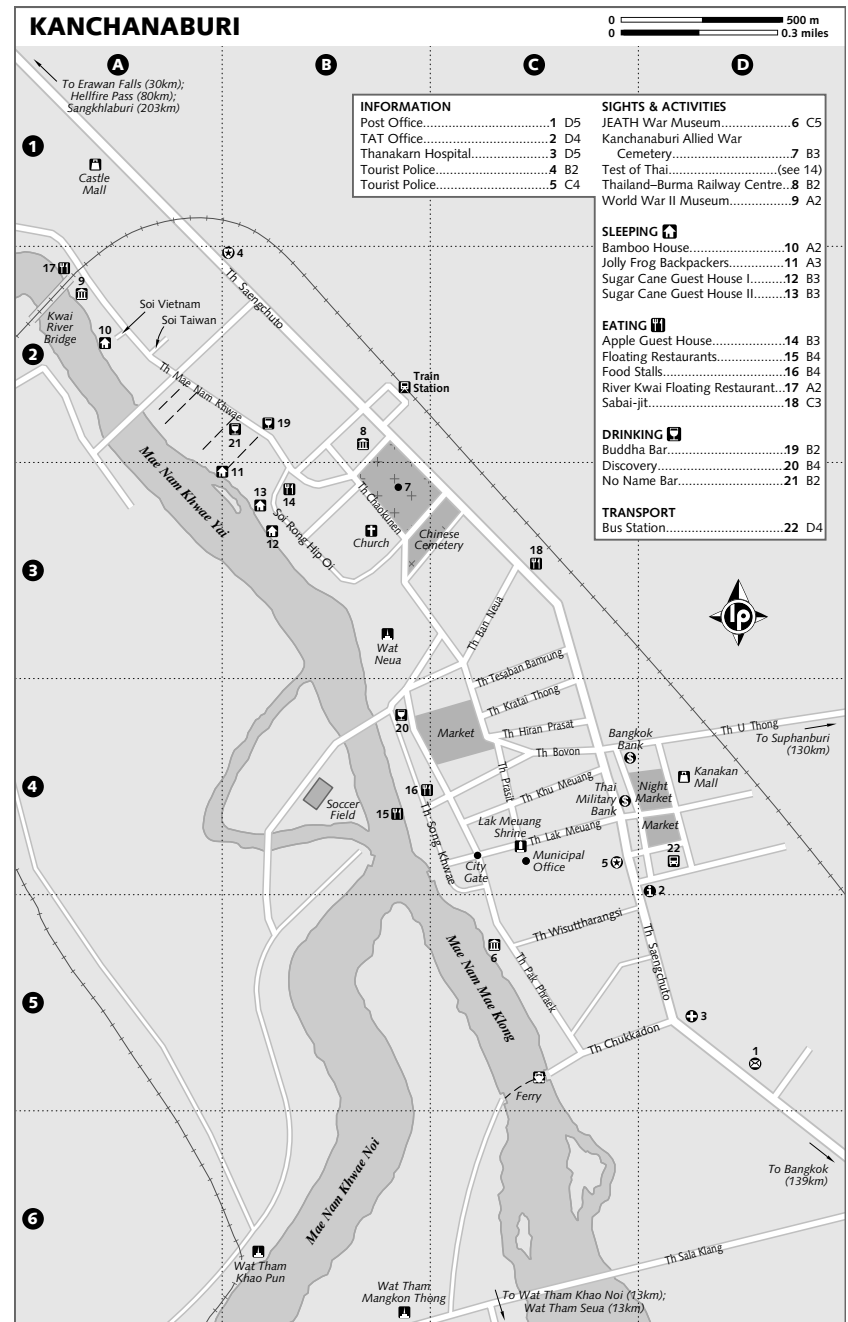 KANCHANABURI
0 500 m
0 0.3 miles
A B C D
To Erawan Falls (30km);
Hellfire Pass (80km);
Sangkhlaburi (203km)
INFORMATION
Post Office...............................................1 D5
TAT Office................................................2 D4
Thanakarn Hospital...............................3 D5
Tourist Police..........................................4 B2
Tourist Police..........................................5 C4
SIGHTS & ACTIVITIES
JEATH War Museum.........................6 C5
Kanchanaburi Allied War
Cemetery...................................7 B3
Test of Thai...............................(see 14)
Thailand–Burma Railway Centre..8 B2
World War II Museum....................9 A2
SLEEPING
Bamboo House.............................10 A2
Jolly Frog Backpackers.................11 A3
Sugar Cane Guest House I...........12 B3
Sugar Cane Guest House II..........13 B3
EATING
Apple Guest House......................14 B3
Floating Restaurants....................15 B4
Food Stalls...................................16 B4
River Kwai Floating Restaurant...17 A2
Sabai-jit........................................18 C3
DRINKING
Buddha Bar..................................19 B2
Discovery.....................................20 B4
No Name Bar...............................21 B2
TRANSPORT
Bus Station..................................22 D4
1
Castle
Mall
4
Th Saengchuto
17
9
Kwai
River
Bridge
10
Soi Vietnam
Soi Taiwan
2
Th Mae Nam Khwae
Train
Station
19
21
8
11
7
13
14
12
Soi Rong Hip Oi
Th Chaokunen
Church
Chinese
Cemetery
Mae Nam Khwae Yai
18
3
lp
Th Ban Neua
Wat
Neua
Th Tesaban Bamrung
Th Kratai Thong
Th Hiran Prasat
20
Market
Th Bovon
Bangkok
Bank
Th U Thong
To Suphanburi
(130km)
4
Th Prasit
Th Khu Meuang
Thai
Military
Bank
Night
Market
Kanakan
Mall
16
15
Soccer
Field
Th Song Khwae
Lak Meuang
Shrine
Th Lak Meuang
Market
Municipal
Office
City
Gate
5
22
2
Th Wisuttharangsi
Th Saengchuto
6
Mae Nam Mae Klong
Th Pak Phraek
5
3
Th Chukkadon
1
Ferry
To Bangkok
(139km)
Mae Nam Khwae Noi
6
Th Sala Klang
Wat Tham
Khao Pun
Wat Tham
Mangkon Thong
To Wat Tham Khao Noi (13km);
Wat Tham Seua (13km)